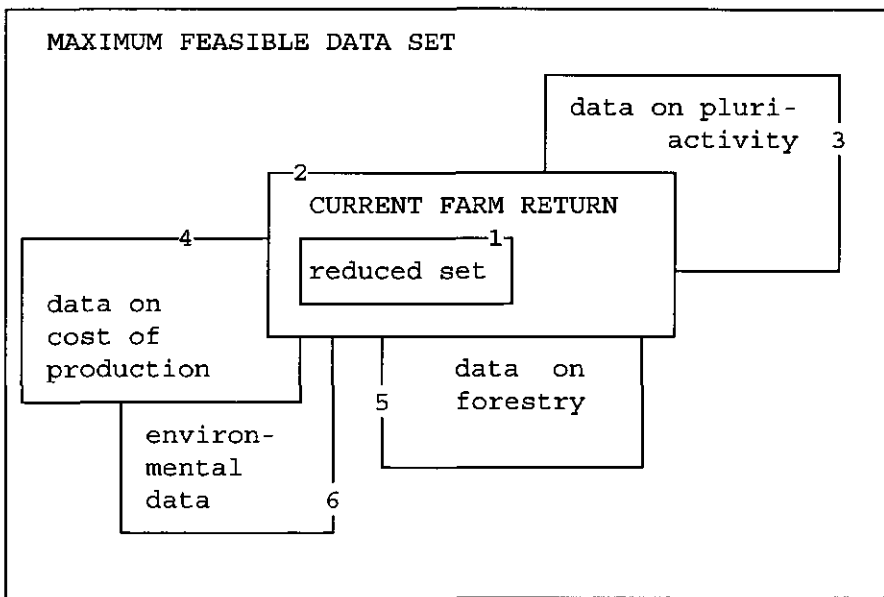 MAXIMUM FEASIBLE DATA SET
data on pluri-
activity 3
2
CURRENT FARM RETURN
4
1
reduced set
data on
cost of
production
data on
forestry
5
environ-
mental
data
6